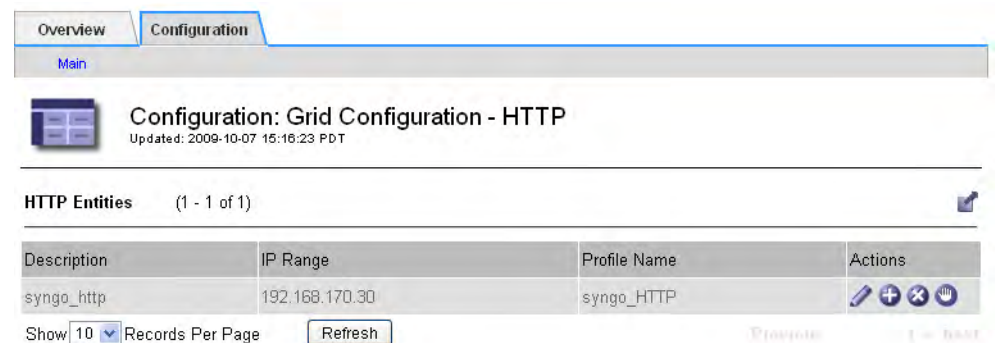 Overview Configuration
Main
Configuration: Grid Configuration - HTTP
Updated: 2009-10-07 15:16:23 PDT
HTTP Entities (1 - 1 of 1)
Description IP Range Profile Name Actions
syngo_http 192.168.170.30 syngo_HTTP
Show 10 Records Per Page Refresh Previous